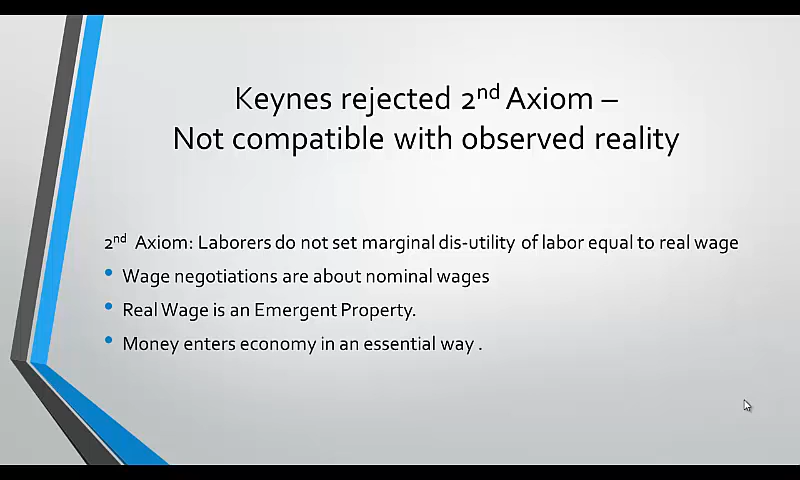 Keynes rejected 2nd Axiom –
Not compatible with observed reality
2nd Axiom: Laborers do not set marginal dis-utility of labor equal to real wage
• Wage negotiations are about nominal wages
• Real Wage is an Emergent Property.
• Money enters economy in an essential way .